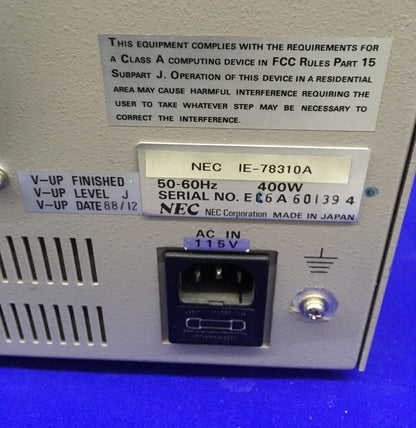 THIS EQUIPMENT COMPLIES WITH THE REQUIREMENTS FOR
A CLASS A COMPUTING DEVICE IN FCC RULES PART 15
SUBPART J. OPERATION OF THIS DEVICE IN A RESIDENTIAL
AREA MAY CAUSE HARMFUL INTERFERENCE REQUIRING THE
USER TO TAKE WHATEVER STEP MAY BE NECESSARY TO
CORRECT THE INTERFERENCE.
NEC IE-78310A
50-60Hz 400W
SERIAL NO.
NEC NEC Corporation MADE IN JAPAN
V-UP FINISHED
V-UP LEVEL J
V-UP DATE 88/12
AC IN
115V